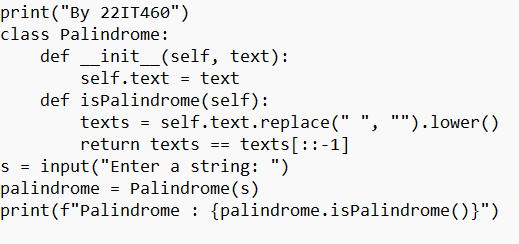 print("By 22IT460")
class Palindrome:
    def __init__(self, text):
        self.text = text
    def isPalindrome(self):
        texts = self.text.replace(" ", "").lower()
        return texts == texts[::-1]
s = input("Enter a string: ")
palindrome = Palindrome(s)
print(f"Palindrome : {palindrome.isPalindrome()}")